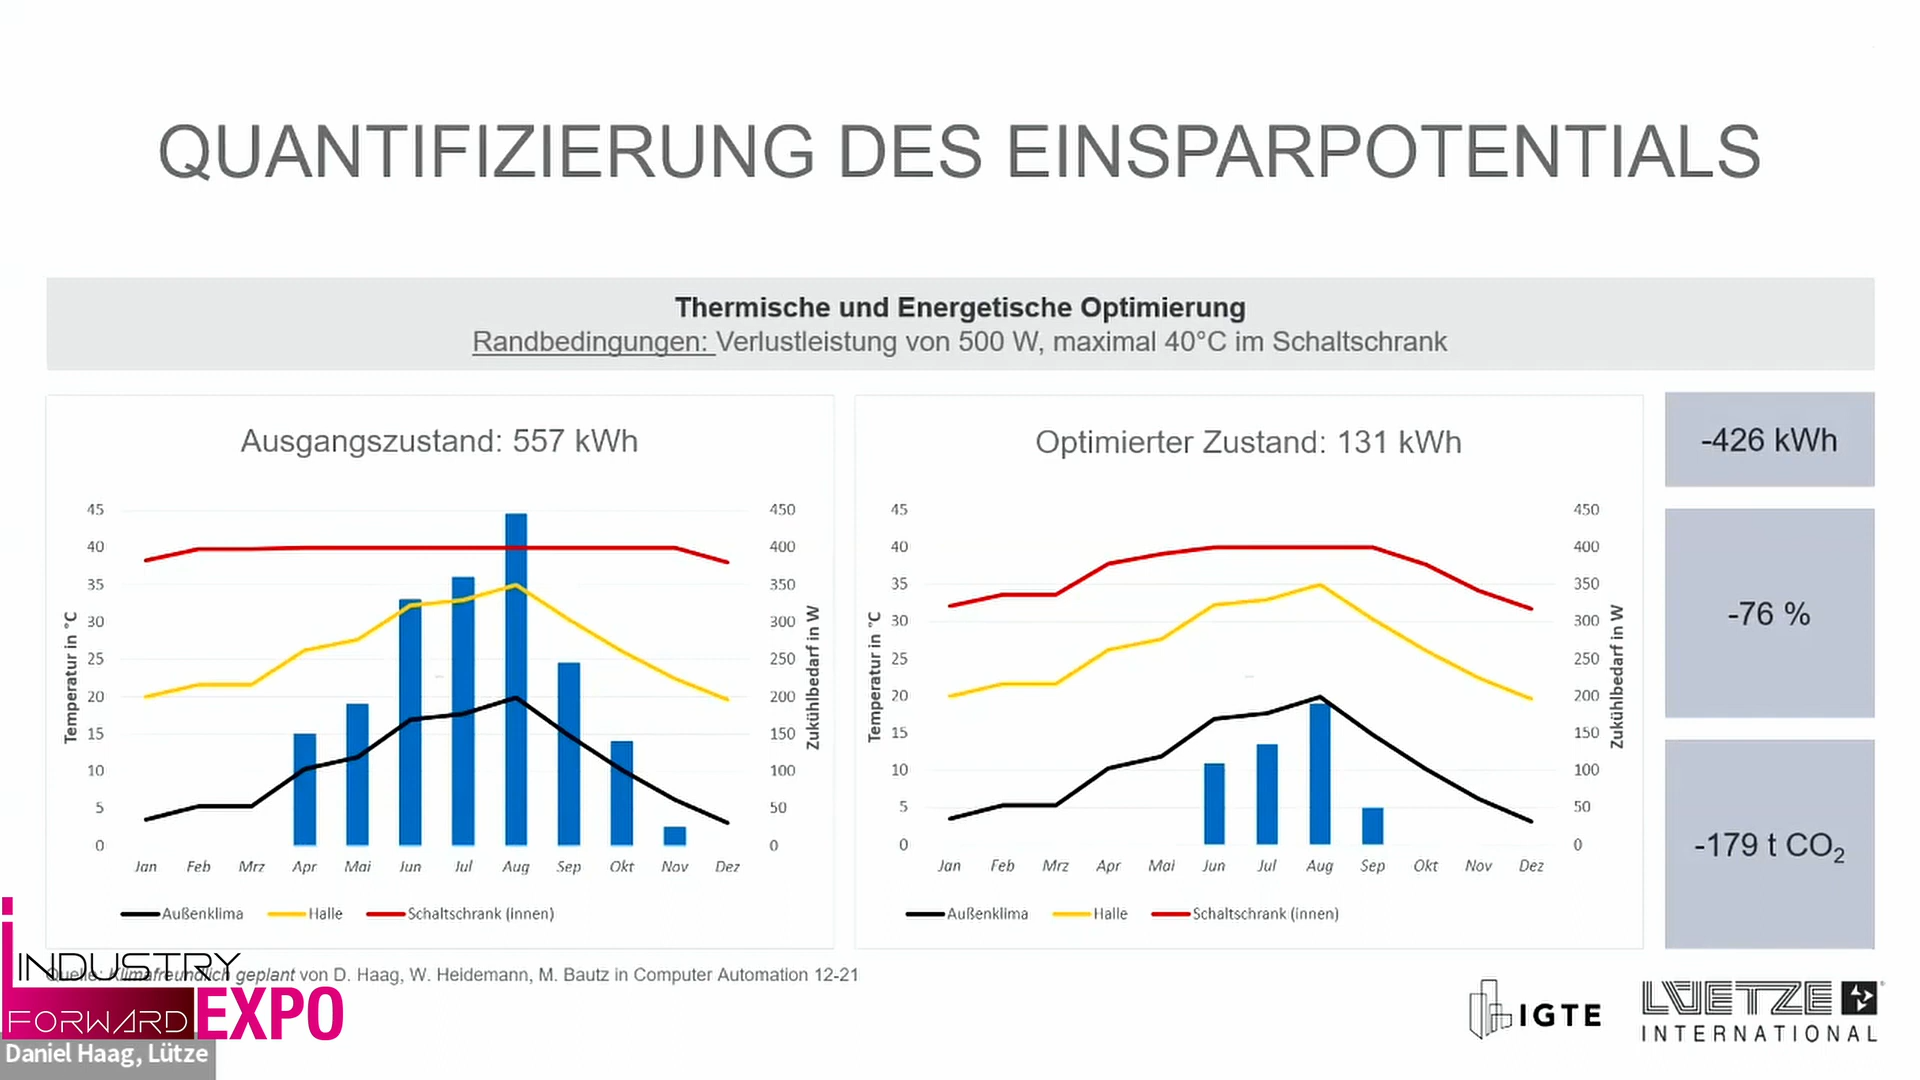 QUANTIFIZIERUNG DES EINSPARPOTENTIALS
Thermische und Energetische Optimierung
Randbedingungen: Verlustleistung von 500 W, maximal 40°C im Schaltschrank
Ausgangszustand: 557 kWh
Temperatur in °C
45
40
35
30
25
20
15
10
5
0
450
400
350
300
250
200
150
100
50
0
Zukühlbedarf in W
Jan Feb Mrz Apr Mai Jun Jul Aug Sep Okt Nov Dez
Außenklima Halle Schaltschrank (innen)
Optimierter Zustand: 131 kWh
Temperatur in °C
45
40
35
30
25
20
15
10
5
0
450
400
350
300
250
200
150
100
50
0
Zukühlbedarf in W
Jan Feb Mrz Apr Mai Jun Jul Aug Sep Okt Nov Dez
Außenklima Halle Schaltschrank (innen)
-426 kWh
-76 %
-179 t CO₂
Quelle: Klimafreundlich geplant von D. Haag, W. Heidemann, M. Bautz in Computer Automation 12-21
INDUSTRY
FORWARD EXPO
Daniel Haag, Lütze
IGTE
LUETZE
INTERNATIONAL